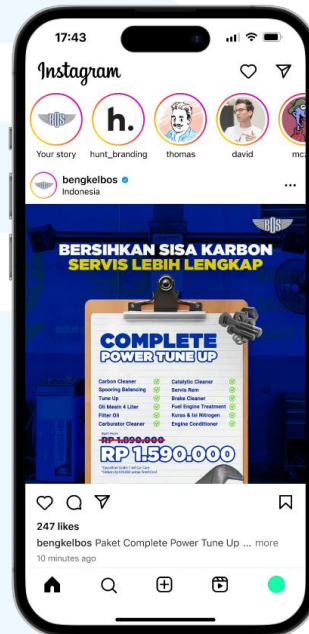 17:43
Instagram
BOS
h.
Your story
hunt_branding
thomas
david
bengkelbos
Indonesia
BOS
BERSIHKAN SISA KARBON
SERVIS LEBIH LENGKAP
COMPLETE
POWER TUNE UP
Carbon Cleaner
Spooring Balancing
Tune Up
Oli Mesin 4 Liter
Filter Oli
Carburator Cleaner
Catalytic Cleaner
Servis Rem
Brake Cleaner
Fuel Engine Treatment
Kuras & Isi Nitrogen
Engine Conditioner
RP 1.890.000
RP 1.590.000
247 likes
bengkelbos Paket Complete Power Tune Up ... more
10 minutes ago